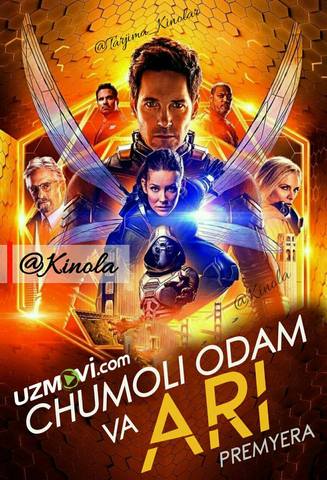 @Tarjima_Kinolar
@Kinola
@Kinola
UZMOVi.com
CHUMOLI ODAM
VA ARI
PREMYERA